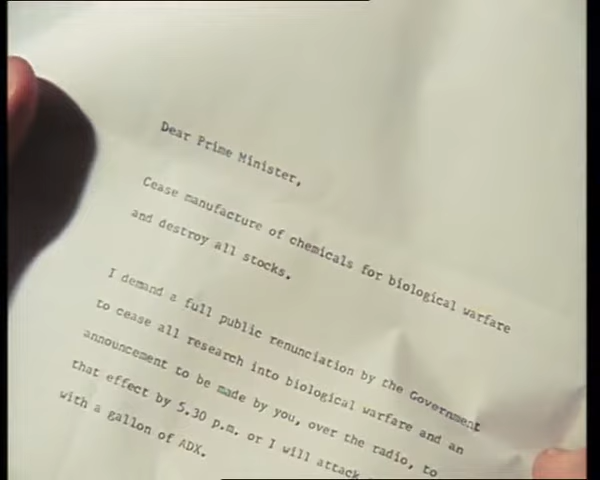 Dear Prime Minister,
Cease manufacture of chemicals for biological warfare
and destroy all stocks.
I demand a full public renunciation by the Government
to cease all research into biological warfare and an
announcement to be made by you, over the radio, to
that effect by 5.30 p.m. or I will attack
with a gallon of ADX.